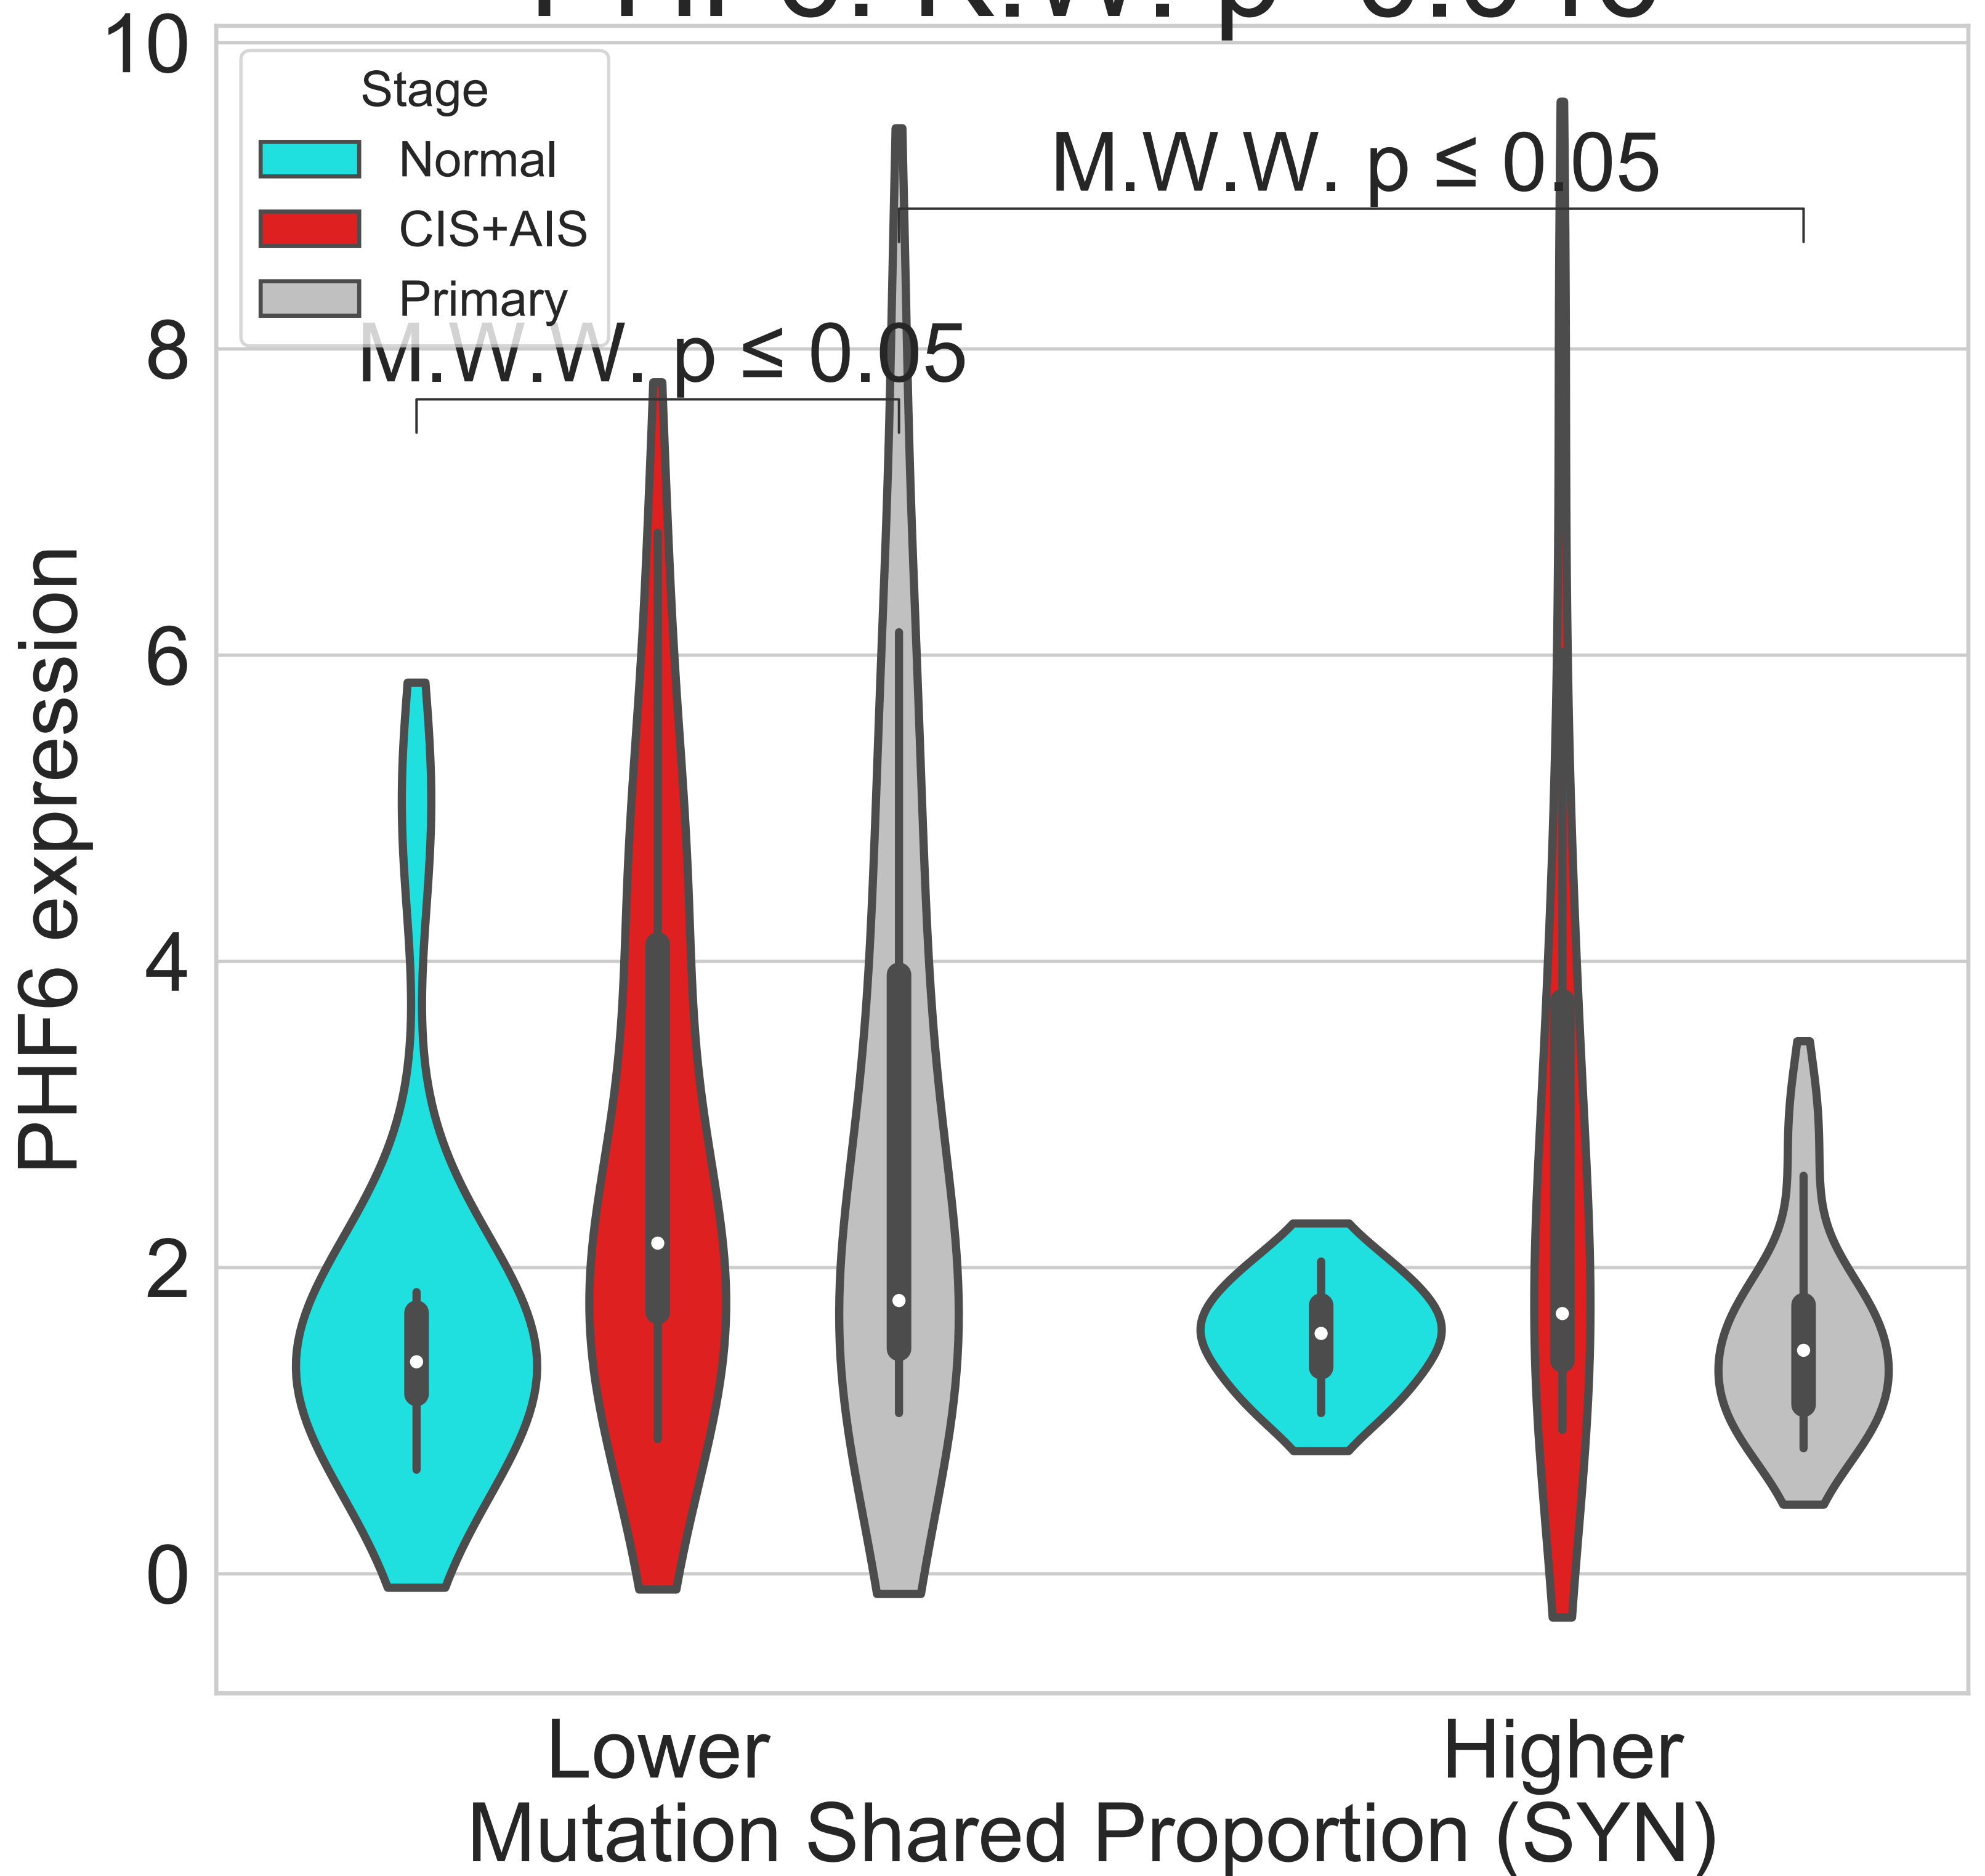 10
Stage
Normal
CIS+AIS
Primary
M.W.W. p ≤ 0.05
M.W.W. p ≤ 0.05
8
6
4
2
0
PHF6 expression
Lower
Higher
Mutation Shared Proportion (SYN)